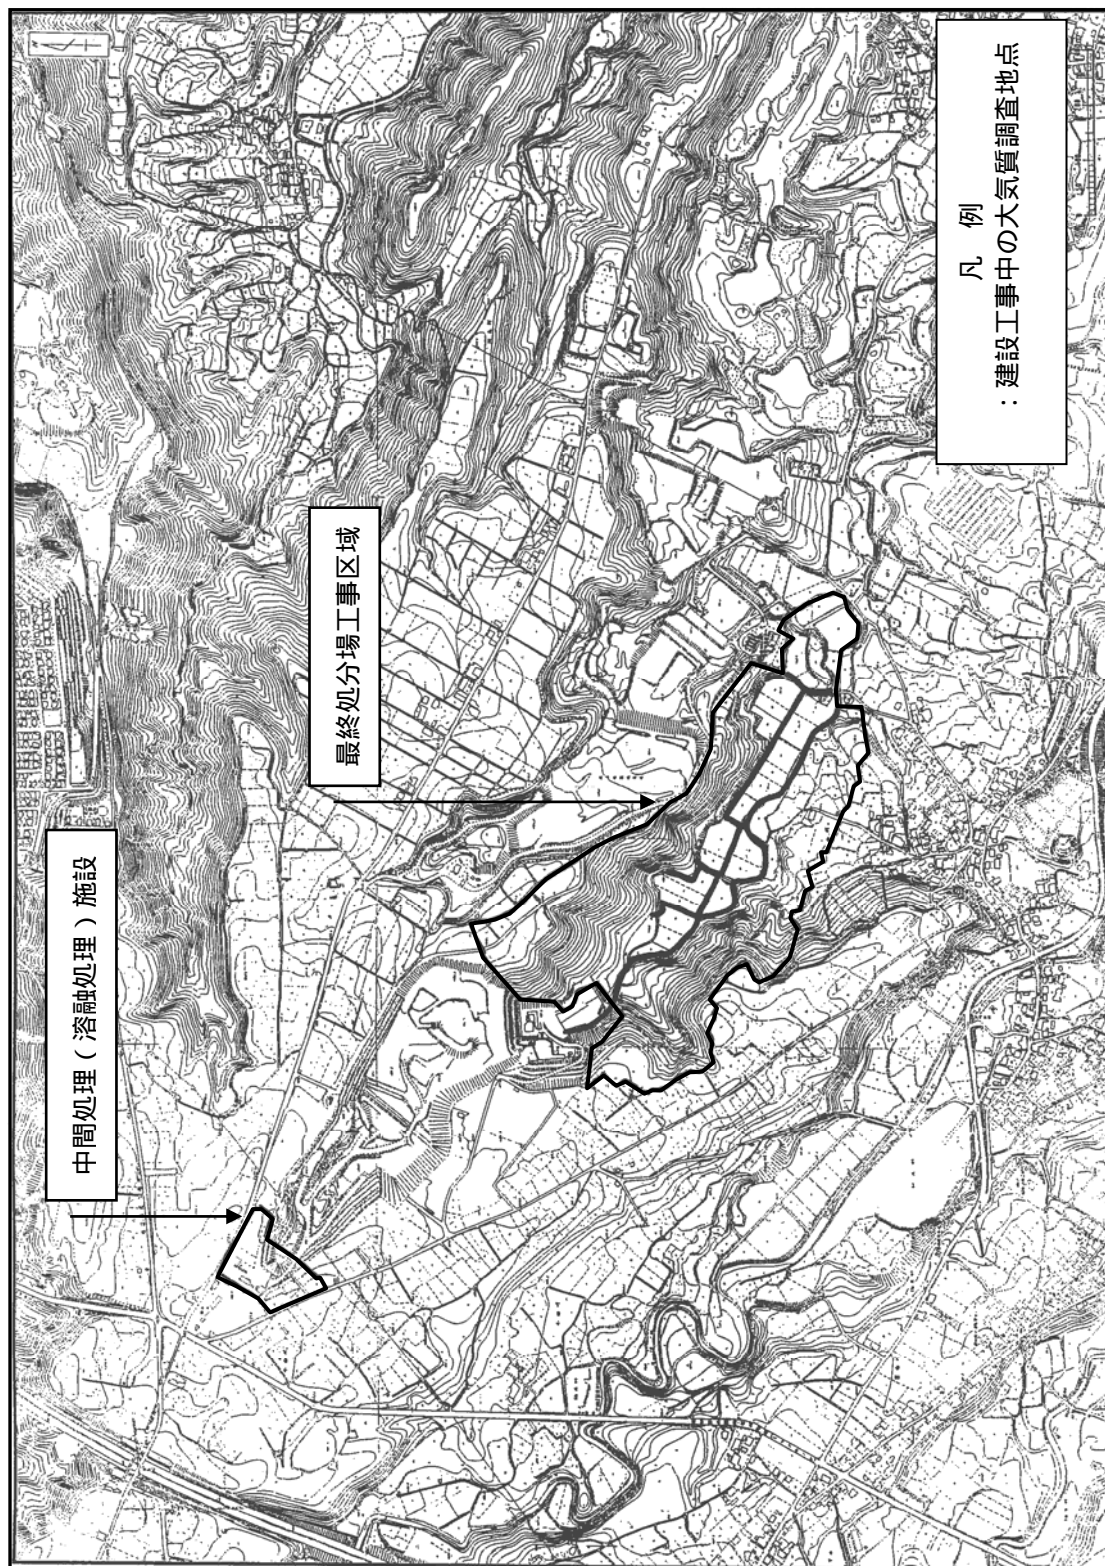 中間処理(溶融処理)施設
最終処分場工事区域
凡 例
:建設工事中の大気質調査地点